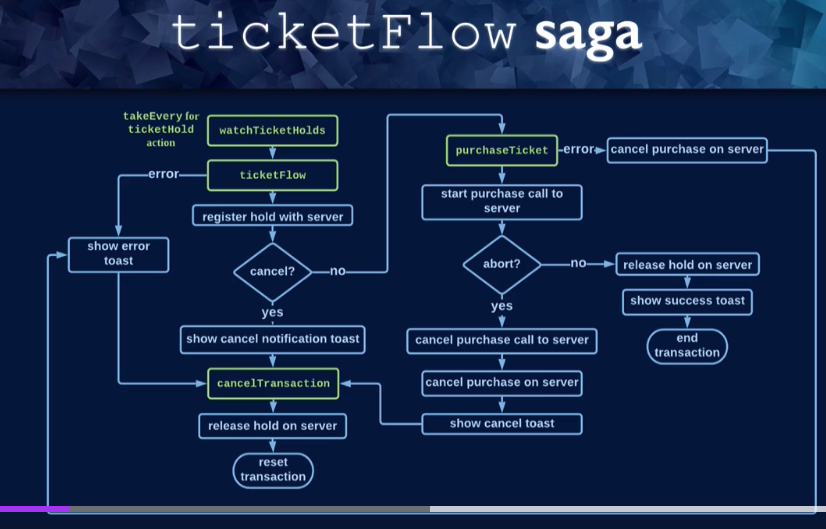 ticketFlow saga
takeEvery for
ticketHold
action
watchTicketHolds
error
ticketFlow
register hold with server
show error
toast
cancel?
no
yes
show cancel notification toast
cancelTransaction
release hold on server
reset
transaction
purchaseTicket
error
cancel purchase on server
start purchase call to
server
abort?
no
release hold on server
show success toast
end
transaction
yes
cancel purchase call to server
cancel purchase on server
show cancel toast